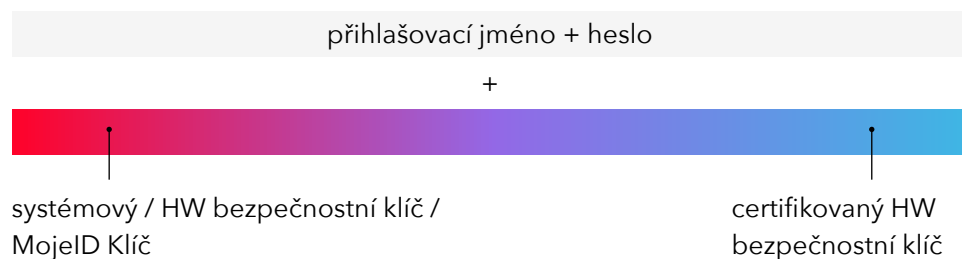 přihlašovací jméno + heslo
+
systémový / HW bezpečnostní klíč /
MojeID Klíč
certifikovaný HW
bezpečnostní klíč